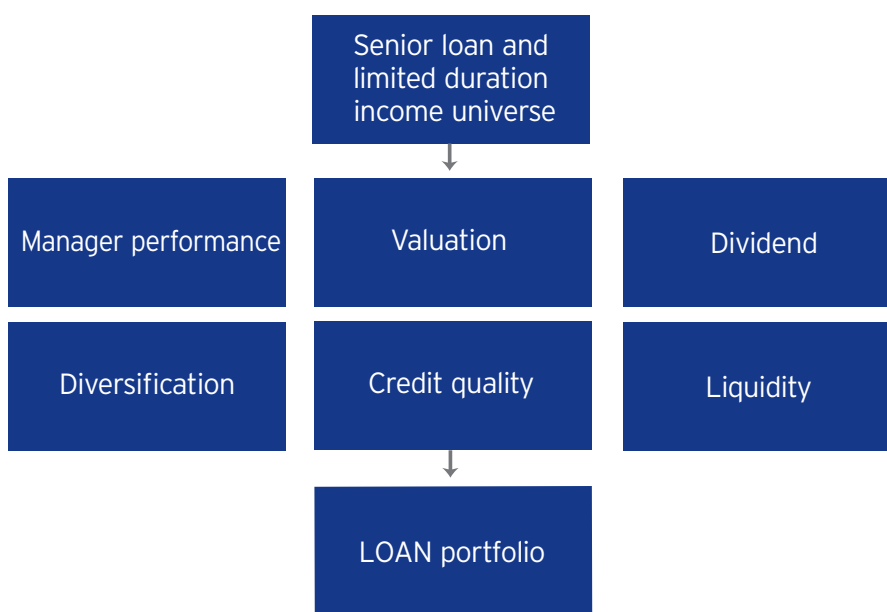 Senior loan and
limited duration
income universe
Manager performance
Valuation
Dividend
Diversification
Credit quality
Liquidity
LOAN portfolio